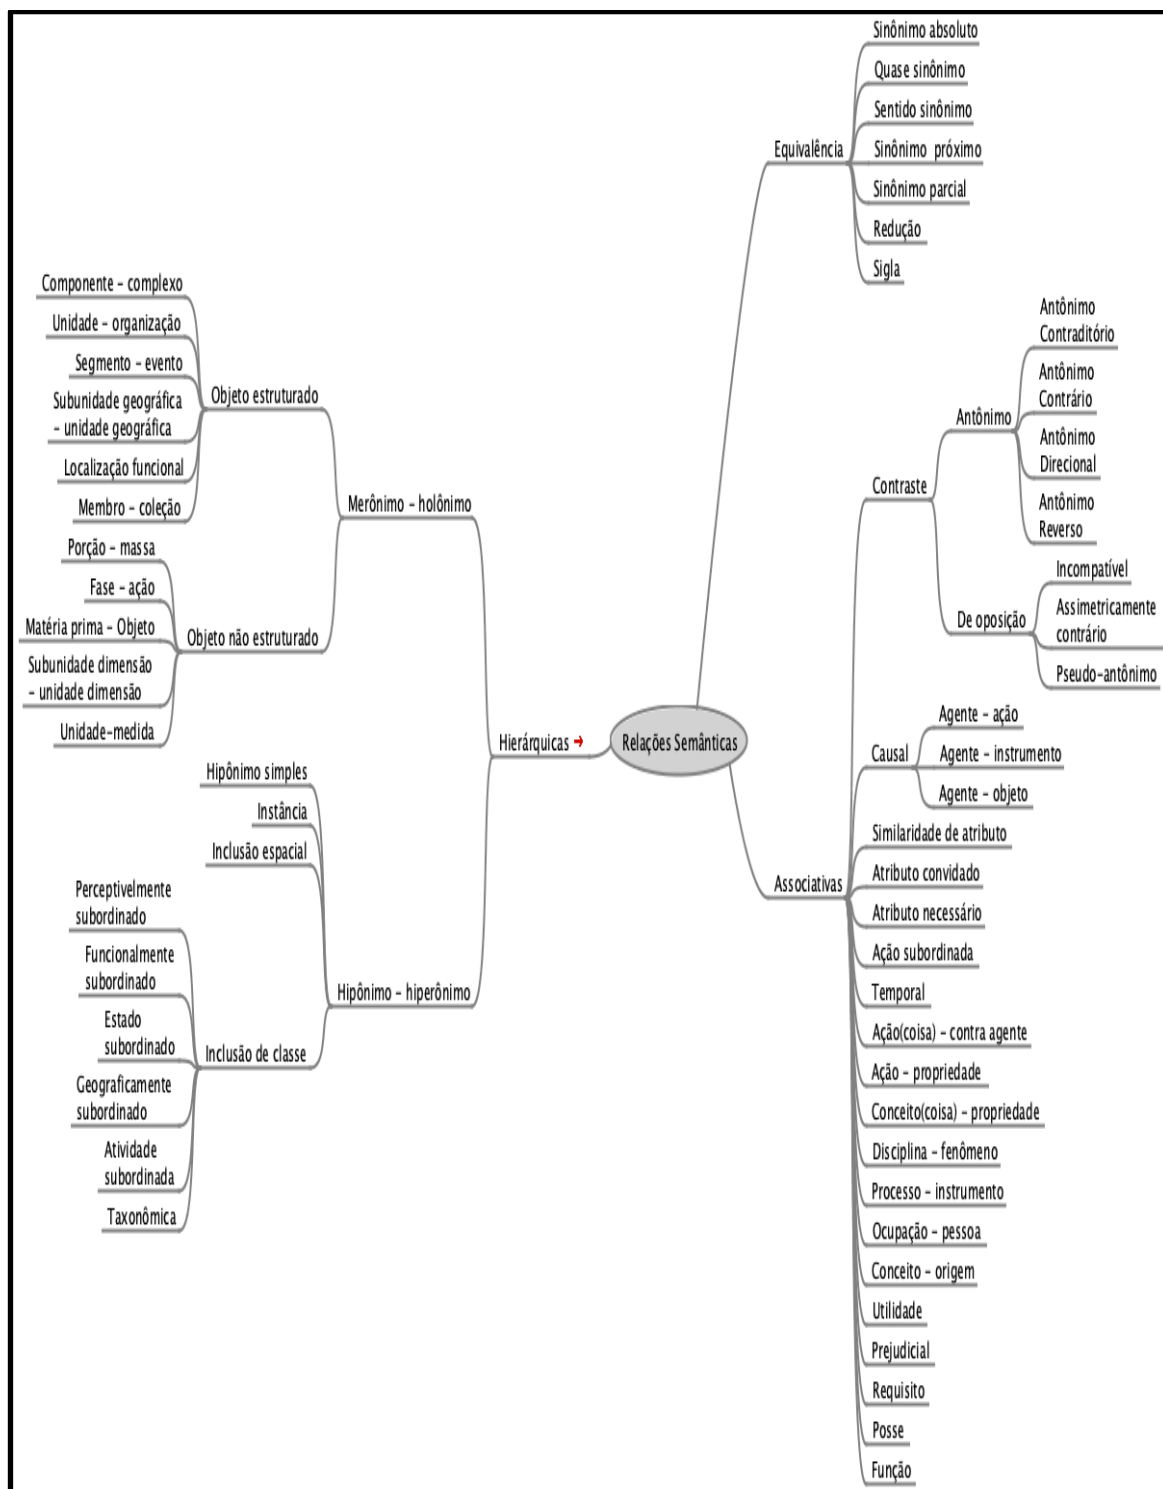 Relações Semânticas
Equivalência
Sinônimo absoluto
Quase sinônimo
Sentido sinônimo
Sinônimo próximo
Sinônimo parcial
Redução
Sigla
Associativas
Contraste
Antônimo
Antônimo
Contraditório
Antônimo
Contrário
Antônimo
Direcional
Antônimo
Reverso
De oposição
Incompatível
Assimetricamente
contrário
Pseudo-antônimo
Causal
Agente - ação
Agente - instrumento
Agente - objeto
Similaridade de atributo
Atributo convidado
Atributo necessário
Ação subordinada
Temporal
Ação(coisa) - contra agente
Ação - propriedade
Conceito(coisa) - propriedade
Disciplina - fenômeno
Processo - instrumento
Ocupação - pessoa
Conceito - origem
Utilidade
Prejudicial
Requisito
Posse
Função
Hierárquicas →
Merônimo - holônimo
Objeto estruturado
Componente - complexo
Unidade - organização
Segmento - evento
Subunidade geográfica
- unidade geográfica
Localização funcional
Membro - coleção
Objeto não estruturado
Porção - massa
Fase - ação
Matéria prima - Objeto
Subunidade dimensão
- unidade dimensão
Unidade-medida
Hipônimo - hiperônimo
Hipônimo simples
Instância
Inclusão espacial
Inclusão de classe
Perceptivelmente
subordinado
Funcionalmente
subordinado
Estado
subordinado
Geograficamente
subordinado
Atividade
subordinada
Taxonômica